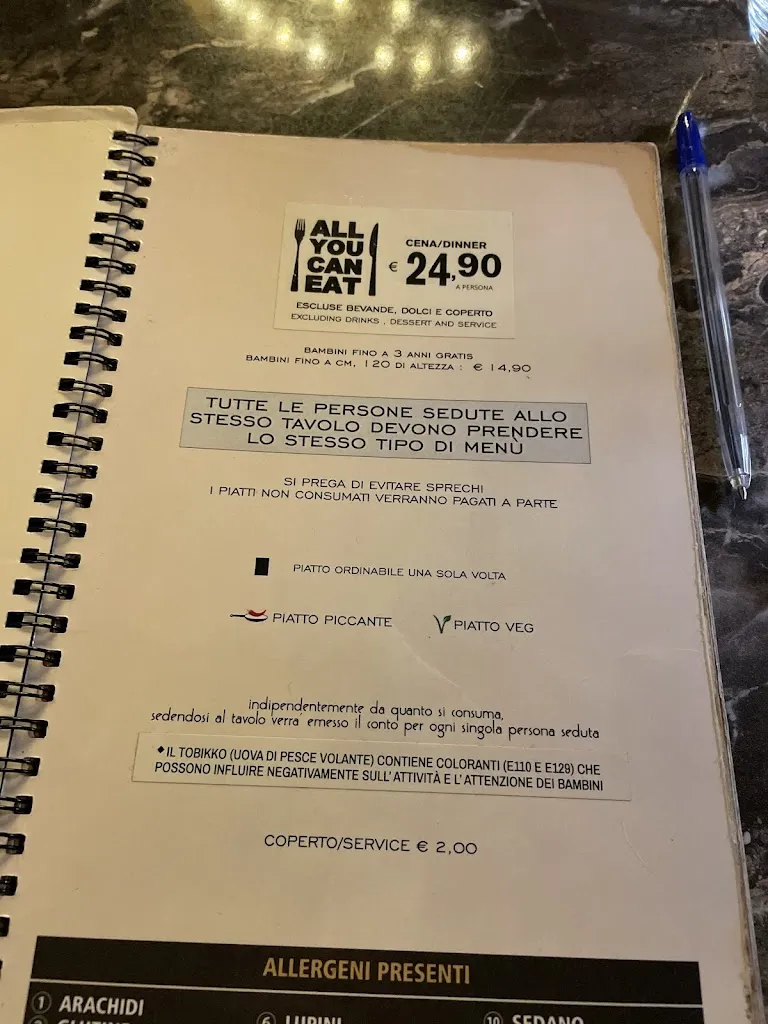 ALL
YOU
CAN
EAT
CENA/DINNER
€ 24,90
A PERSONA
ESCLUSE BEVANDE, DOLCI E COPERTO
EXCLUDING DRINKS , DESSERT AND SERVICE
BAMBINI FINO A 3 ANNI GRATIS
BAMBINI FINO A CM, 120 DI ALTEZZA : € 14,90
TUTTE LE PERSONE SEDUTE ALLO
STESSO TAVOLO DEVONO PRENDERE
LO STESSO TIPO DI MENÙ
SI PREGA DI EVITARE SPRECHI
I PIATTI NON CONSUMATI VERRANNO PAGATI A PARTE
PIATTO ORDINABILE UNA SOLA VOLTA
PIATTO PICCANTE
PIATTO VEG
indipendentemente da quanto si consuma,
sedendosi al tavolo verra' emesso il conto per ogni singola persona seduta
◆ IL TOBIKKO (UOVA DI PESCE VOLANTE) CONTIENE COLORANTI (E110 E E129) CHE
POSSONO INFLUIRE NEGATIVAMENTE SULL' ATTIVITÀ E L' ATTENZIONE DEI BAMBINI
COPERTO/SERVICE € 2,00
ALLERGENI PRESENTI
1 ARACHIDI
6 LUPINI
10 SEDANO